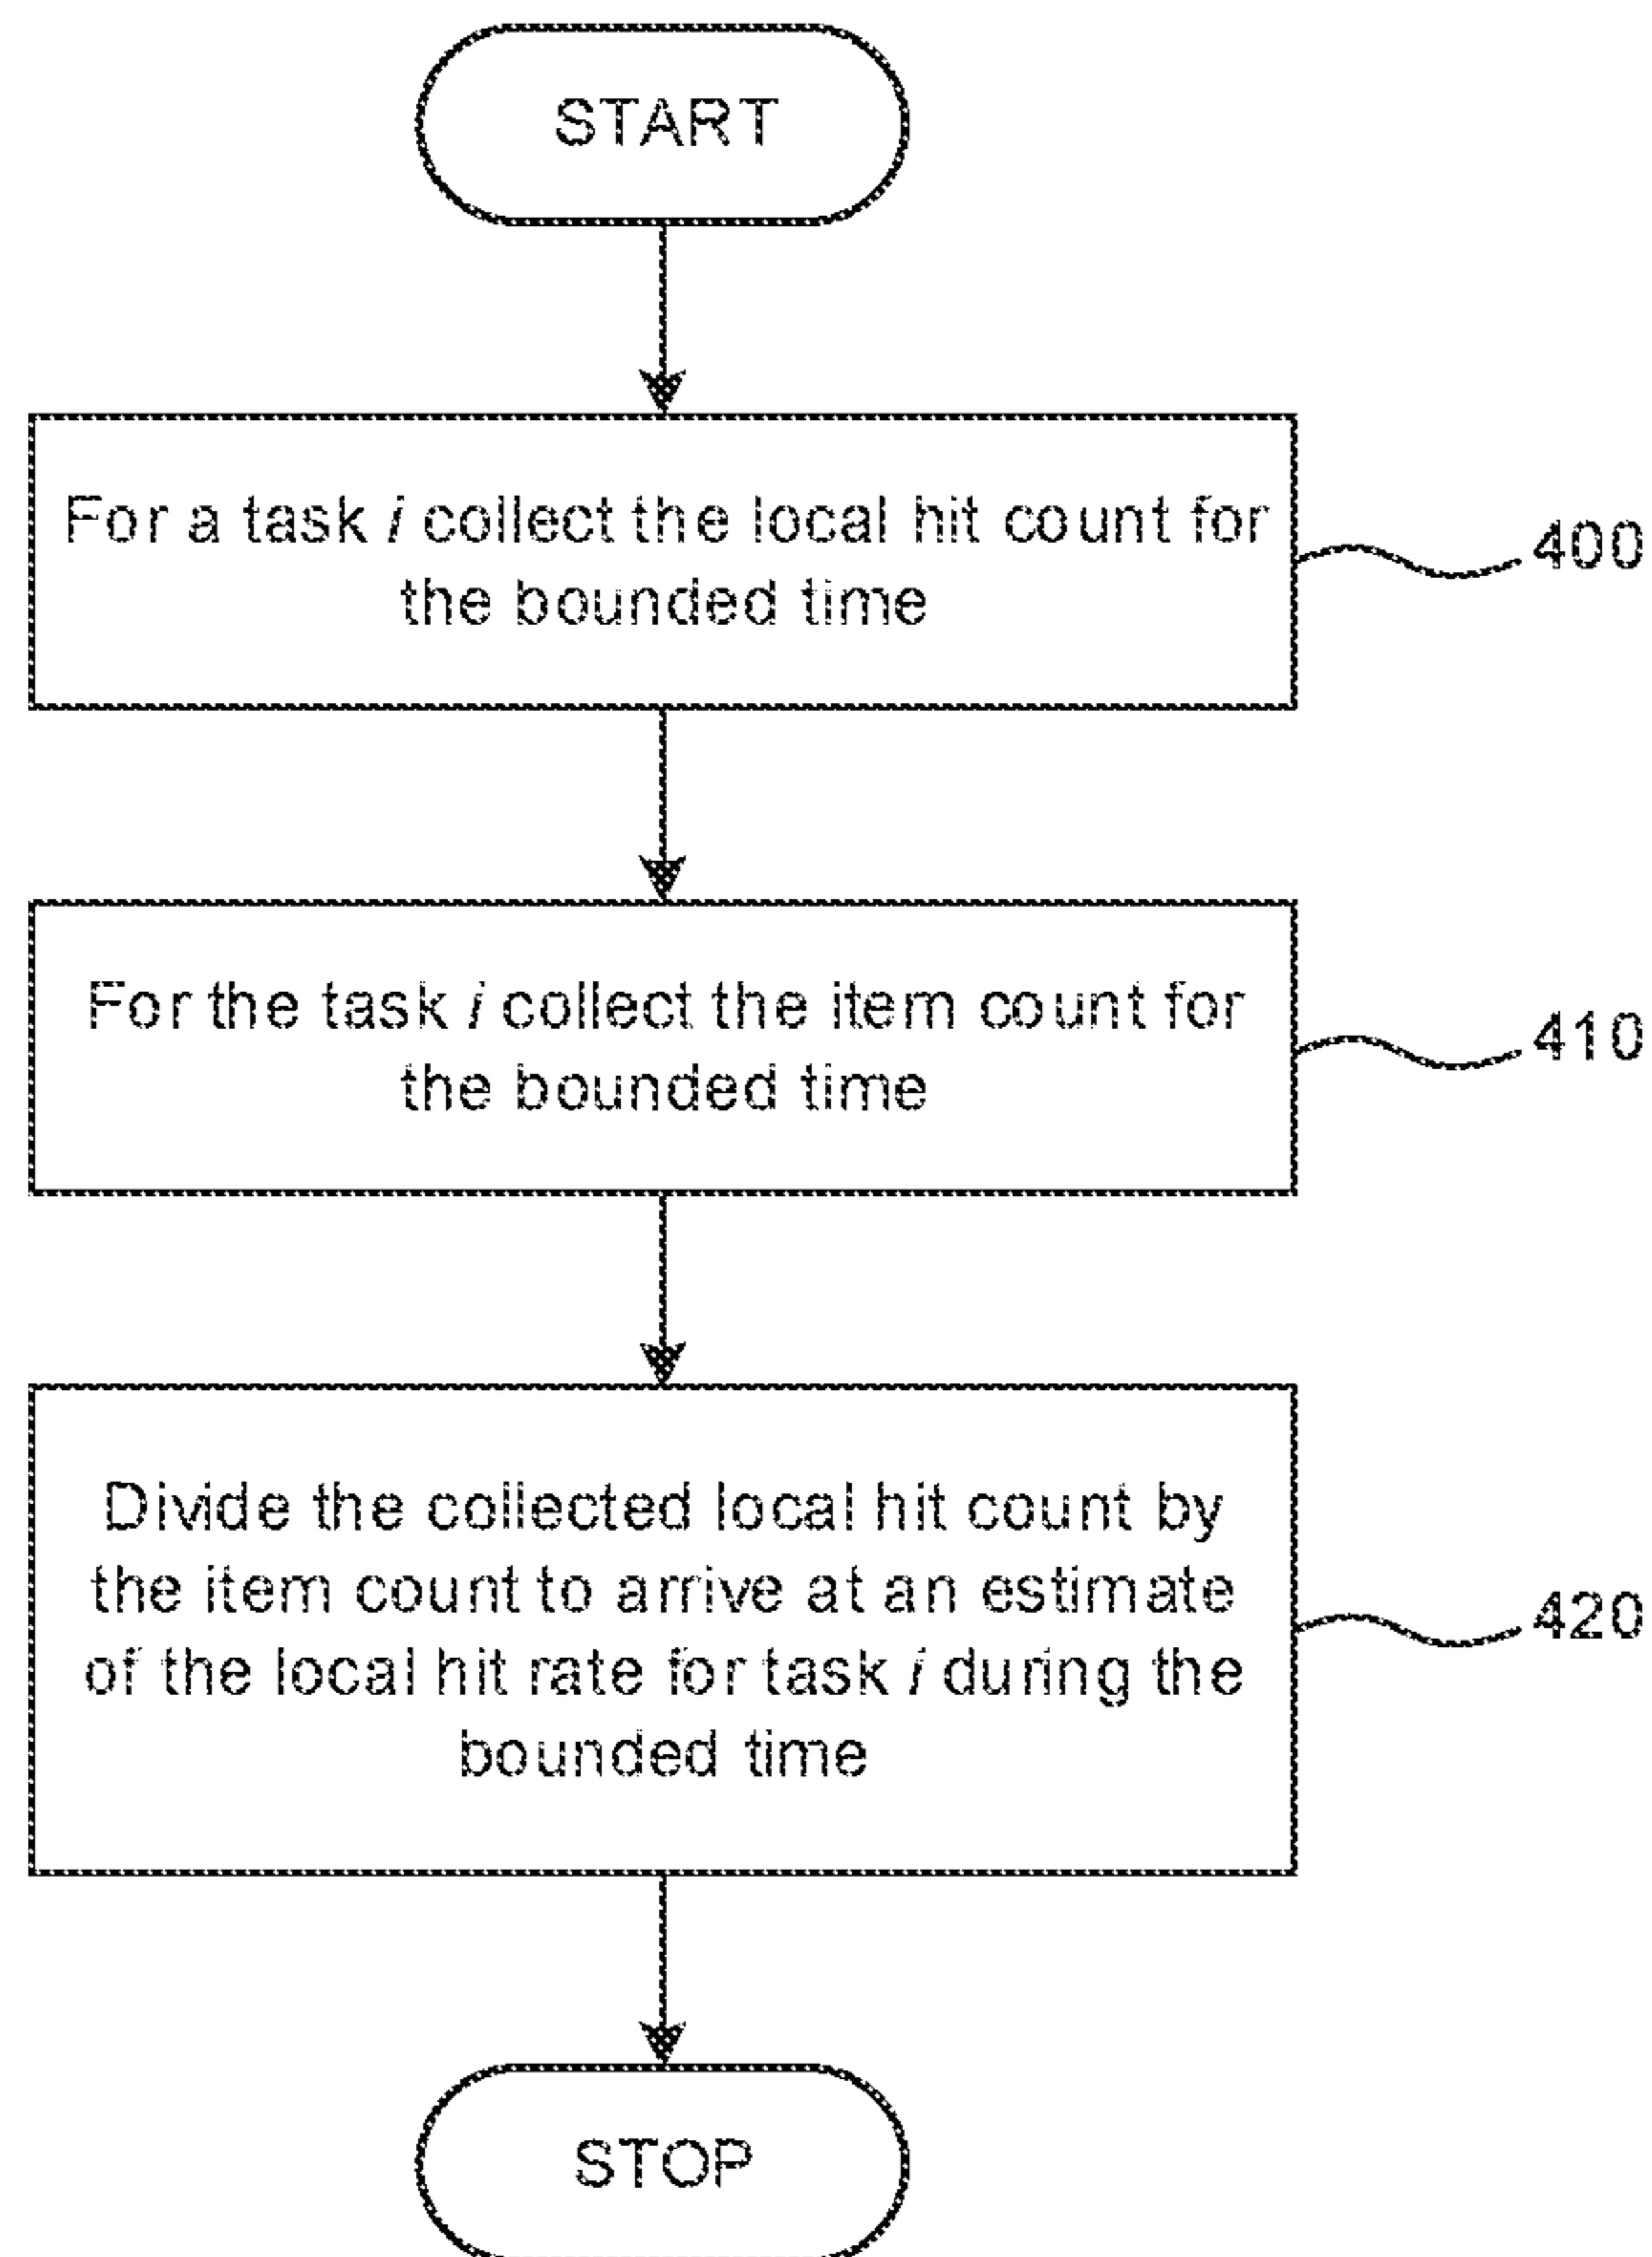 START
For a task i collect the local hit count for
the bounded time
400
For the task i collect the item count for
the bounded time
410
Divide the collected local hit count by
the item count to arrive at an estimate
of the local hit rate for task i during the
bounded time
420
STOP